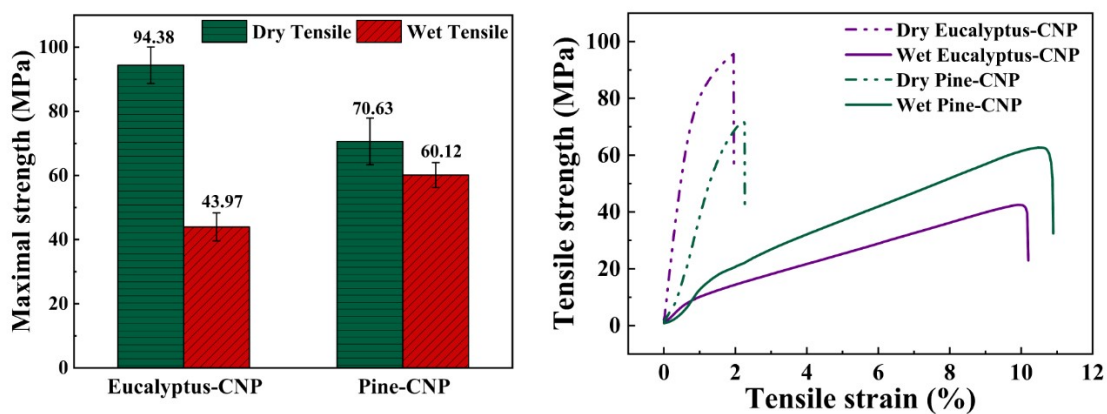 Maximal strength (MPa)
100
80
60
40
20
0
Dry Tensile
Wet Tensile
94.38
43.97
70.63
60.12
Eucalyptus-CNP
Pine-CNP
Tensile strength (MPa)
100
80
60
40
20
0
Dry Eucalyptus-CNP
Wet Eucalyptus-CNP
Dry Pine-CNP
Wet Pine-CNP
0 2 4 6 8 10 12
Tensile strain (%)